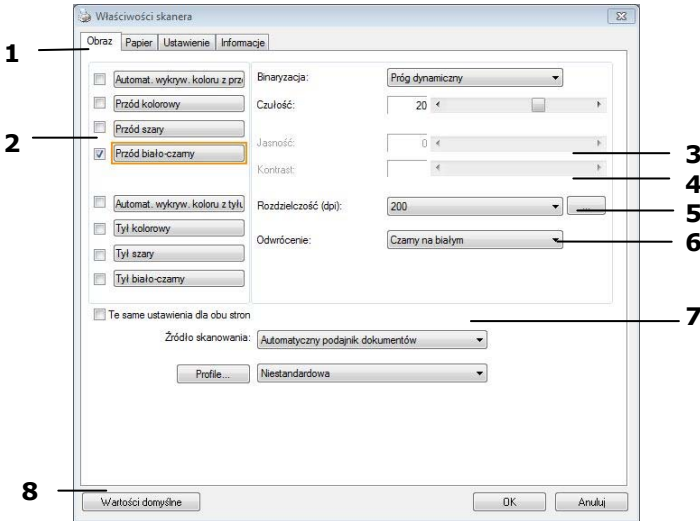 Właściwości skanera
Obraz Papier Ustawienie Informacje
1
Automat. wykryw. koloru z prz
Binaryzacja: Próg dynamiczny
Przód kolorowy
Czułość: 20
2
Przód szary
Jasność: 0
3
Przód biało-czarny
Kontrast:
4
Automat. wykryw. koloru z tyłu
Rozdzielczość (dpi): 200 ...
5
Tył kolorowy
Odwrócenie: Czarny na białym
6
Tył szary
Tył biało-czarny
Te same ustawienia dla obu stron
7
Źródło skanowania: Automatyczny podajnik dokumentów
Profile... Niestandardowa
8
Wartości domyślne OK Anuluj